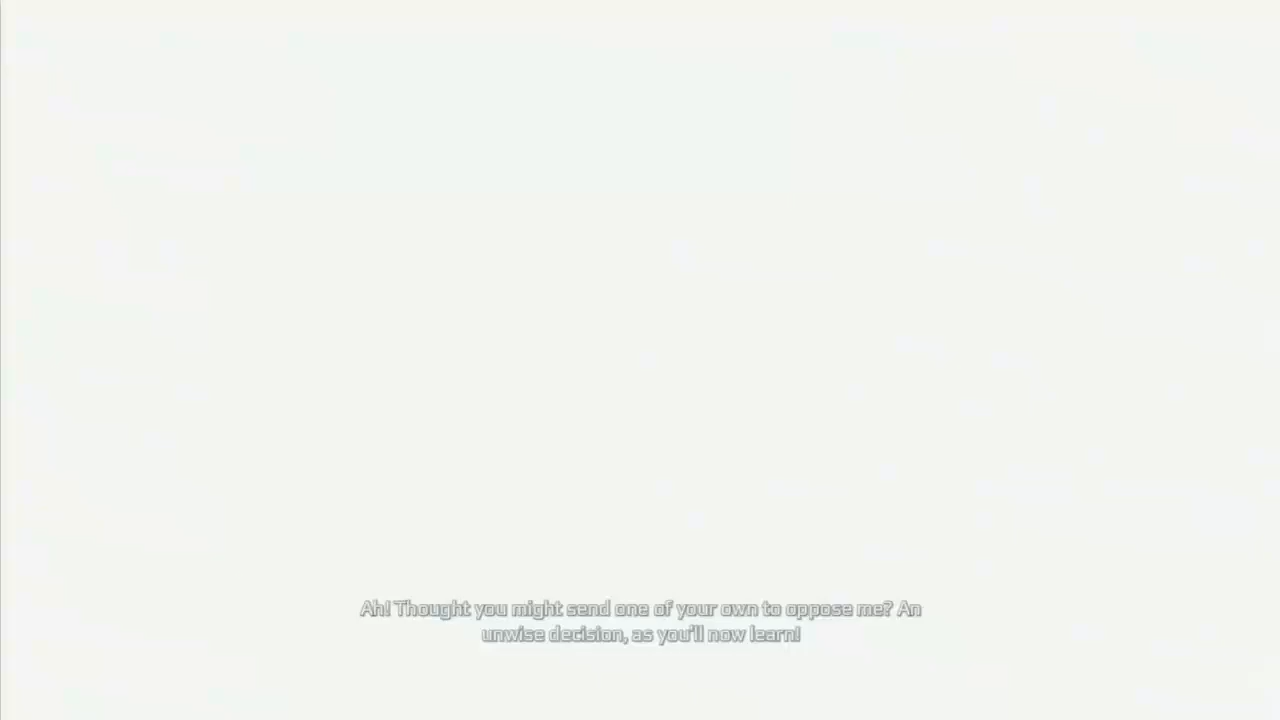 Ah! Thought you might send one of your own to oppose me? An
unwise decision, as you'll now learn!